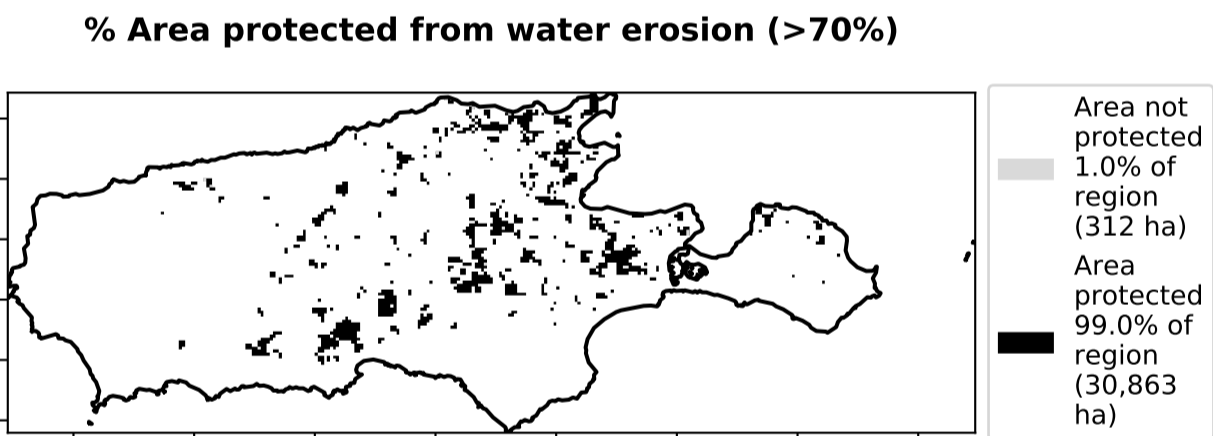 % Area protected from water erosion (>70%)
Area not
protected
1.0% of
region
(312 ha)
Area
protected
99.0% of
region
(30,863
ha)